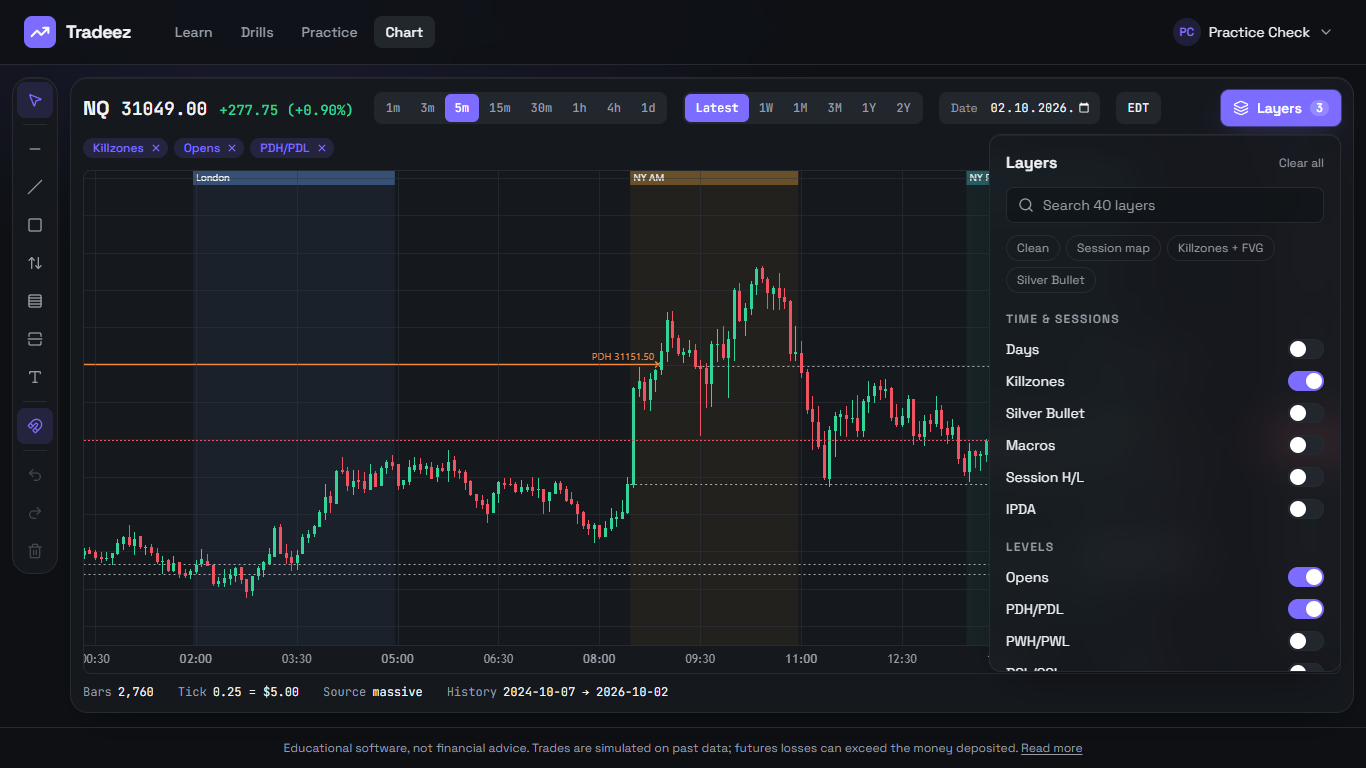 Tradeez Learn Drills Practice Chart PC Practice Check
NQ 31049.00 +277.75 (+0.90%) 1m 3m 5m 15m 30m 1h 4h 1d Latest 1W 1M 3M 1Y 2Y Date 02.10.2026. EDT Layers 3
Killzones × Opens × PDH/PDL ×
London NY AM
PDH 31151.50
00:30 02:00 03:30 05:00 06:30 08:00 09:30 11:00 12:30
Bars 2,760 Tick 0.25 = $5.00 Source massive History 2024-10-07 → 2026-10-02
Layers Clear all
Search 40 layers
Clean Session map Killzones + FVG
Silver Bullet
TIME & SESSIONS
Days
Killzones
Silver Bullet
Macros
Session H/L
IPDA
LEVELS
Opens
PDH/PDL
PWH/PWL
Educational software, not financial advice. Trades are simulated on past data; futures losses can exceed the money deposited. Read more